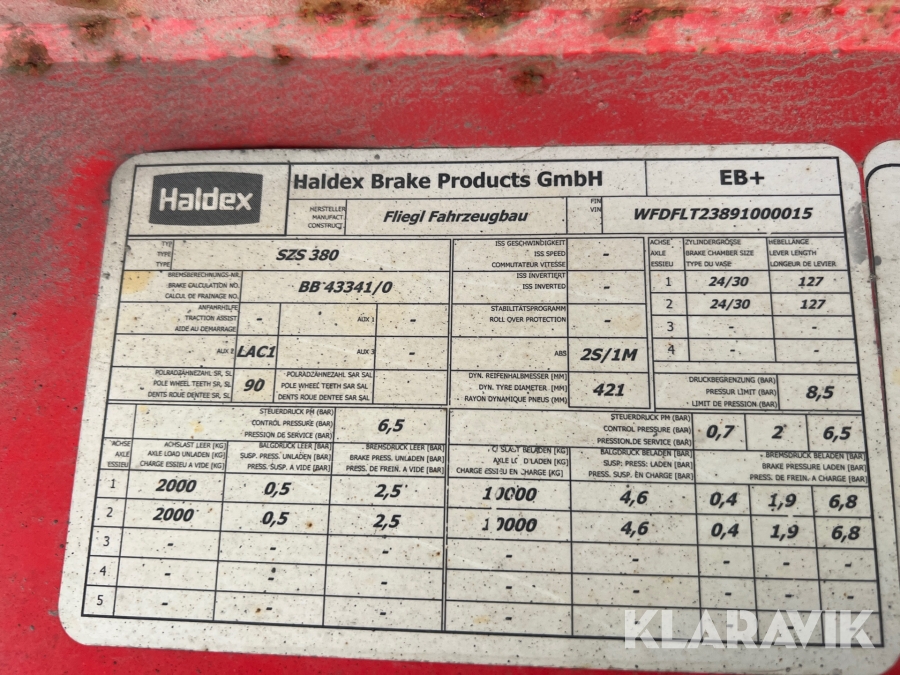 Haldex
Haldex Brake Products GmbH
EB+
HERSTELLER
MANUFACT.
CONSTRUCT.
Fliegl Fahrzeugbau
FIN
VIN
WFDFLT23891000015
TYP
TYPE
TYPE
SZS 380
ISS GESCHWINDIGKEIT
ISS SPEED
COMMUTATEUR VITESSE
-
ACHSE
AXLE
ESSIEU
ZYLINDERGRÖSSE
BRAKE CHAMBER SIZE
TYPE DU VASE
HEBELLÄNGE
LEVER LENGTH
LONGEUR DE LEVIER
BREMSBERECHNUNGS-NR.
BRAKE CALCULATION NO.
CALCUL DE FRAINAGE NO.
BB 43341/0
ISS INVERTIERT
ISS INVERTED
-
1 24/30 127
2 24/30 127
3 - -
4 - -
ANFAHRHILFE
TRACTION ASSIST
AIDE AU DEMARRAGE
-
AUX 1
-
STABILITÄTSPROGRAMM
ROLL OVER PROTECTION
-
AUX 2
LAC1
AUX 3
-
ABS
2S/1M
POLRADZÄHNEZAHL SR, SL
POLE WHEEL TEETH SR, SL
DENTS ROUE DENTEE SR, SL
90
POLRADZÄHNEZAHL SAR SAL
POLE WHEEL TEETH SAR SAL
DENTS ROUE DENTEE SAR SAL
-
DYN. REIFENHALBMESSER [MM]
DYN. TYRE DIAMETER [MM]
RAYON DYNAMIQUE PNEUS (MM)
421
DRUCKBEGRENZUNG (BAR)
PRESSUR LIMIT (BAR)
LIMIT DE PRESSION (BAR)
8,5
STEUERDRUCK PM (BAR)
CONTROL PRESSURE (BAR)
PRESSION DE SERVICE (BAR)
6,5
STEUERDRUCK PM (BAR)
CONTROL PRESSURE (BAR)
PRESSION,DE SERVICE (BAR)
0,7 2 6,5
ACHSE
AXLE
ESSIEU
ACHSLAST LEER [KG]
AXLE LOAD UNLADEN [KG]
CHARGE ESSIEU A VIDE [KG]
BALGDRUCK LEER [BAR]
SUSP. PRESS. UNLADEN [BAR]
PRESS. SUSP. A VIDE [BAR]
BREMSDRUCK LEER [BAR]
BRAKE PRESS. UNLADEN [BAR]
PRESS. DE FREIN. A VIDE [BAR]
BELADEN [KG]
LADEN [KG]
CHARGE ESSIEU EN CHARGE [KG]
BALGDRUCK BELADEN [BAR]
SUSP. PRESS. LADEN [BAR]
PRESS. SUSP. EN CHARGE [BAR]
BREMSDRUCK BELADEN [BAR]
BRAKE PRESSURE LADEN [BAR]
PRESS. DE FREIN. A CHARGE [BAR]
1 2000 0,5 2,5 10000 4,6 0,4 1,9 6,8
2 2000 0,5 2,5 10000 4,6 0,4 1,9 6,8
3 - - - - - - - -
4 - - - - - - - -
5 - - - - - - - -
KLARAVIK